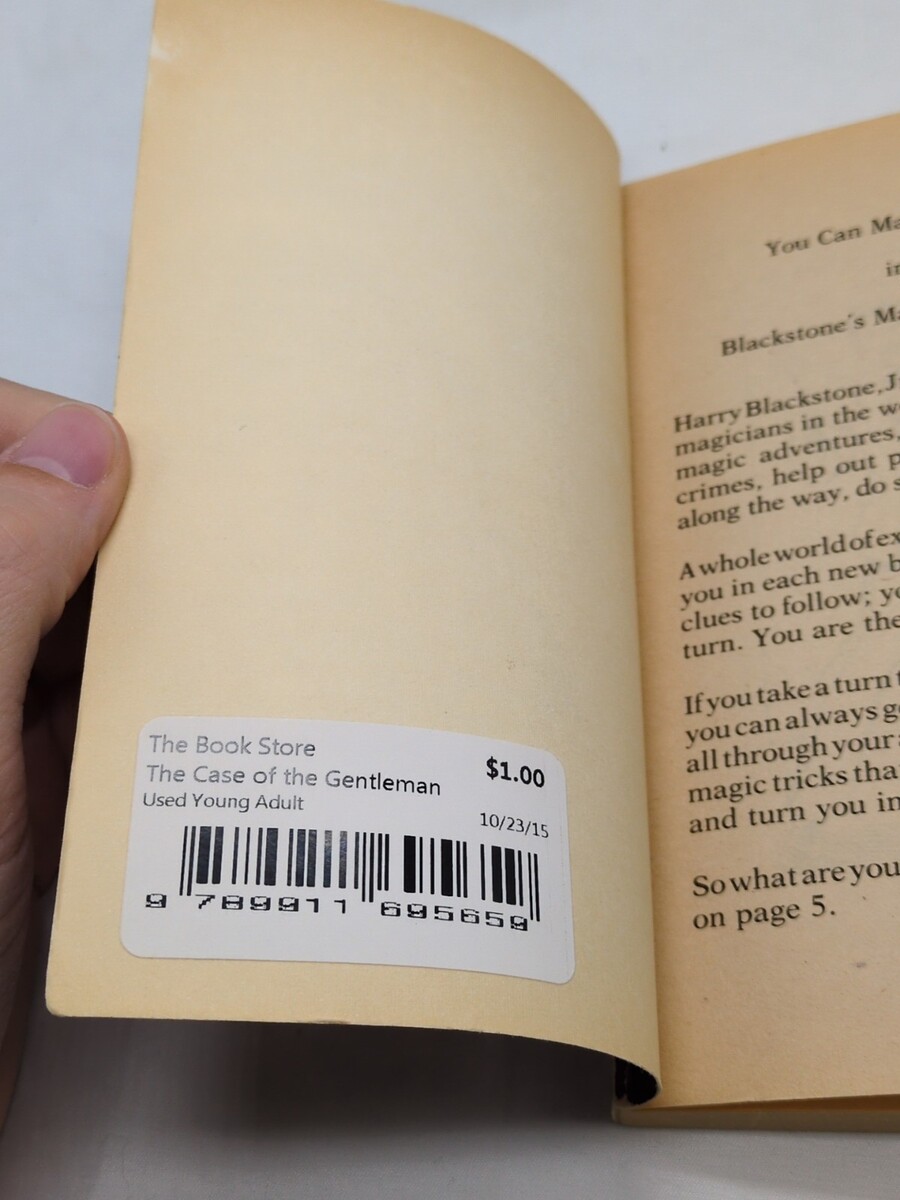 The Book Store
$1.00
The Case of the Gentleman
Used Young Adult
10/23/15
9 789911 695659
You Can Ma
in
Blackstone's Ma
Harry Blackstone, J
magicians in the w
magic adventures,
crimes, help out p
along the way, do s
A whole world of ex
you in each new b
clues to follow; yo
turn. You are the
If you take a turn t
you can always g
all through your a
magic tricks tha
and turn you in
So what are you
on page 5.